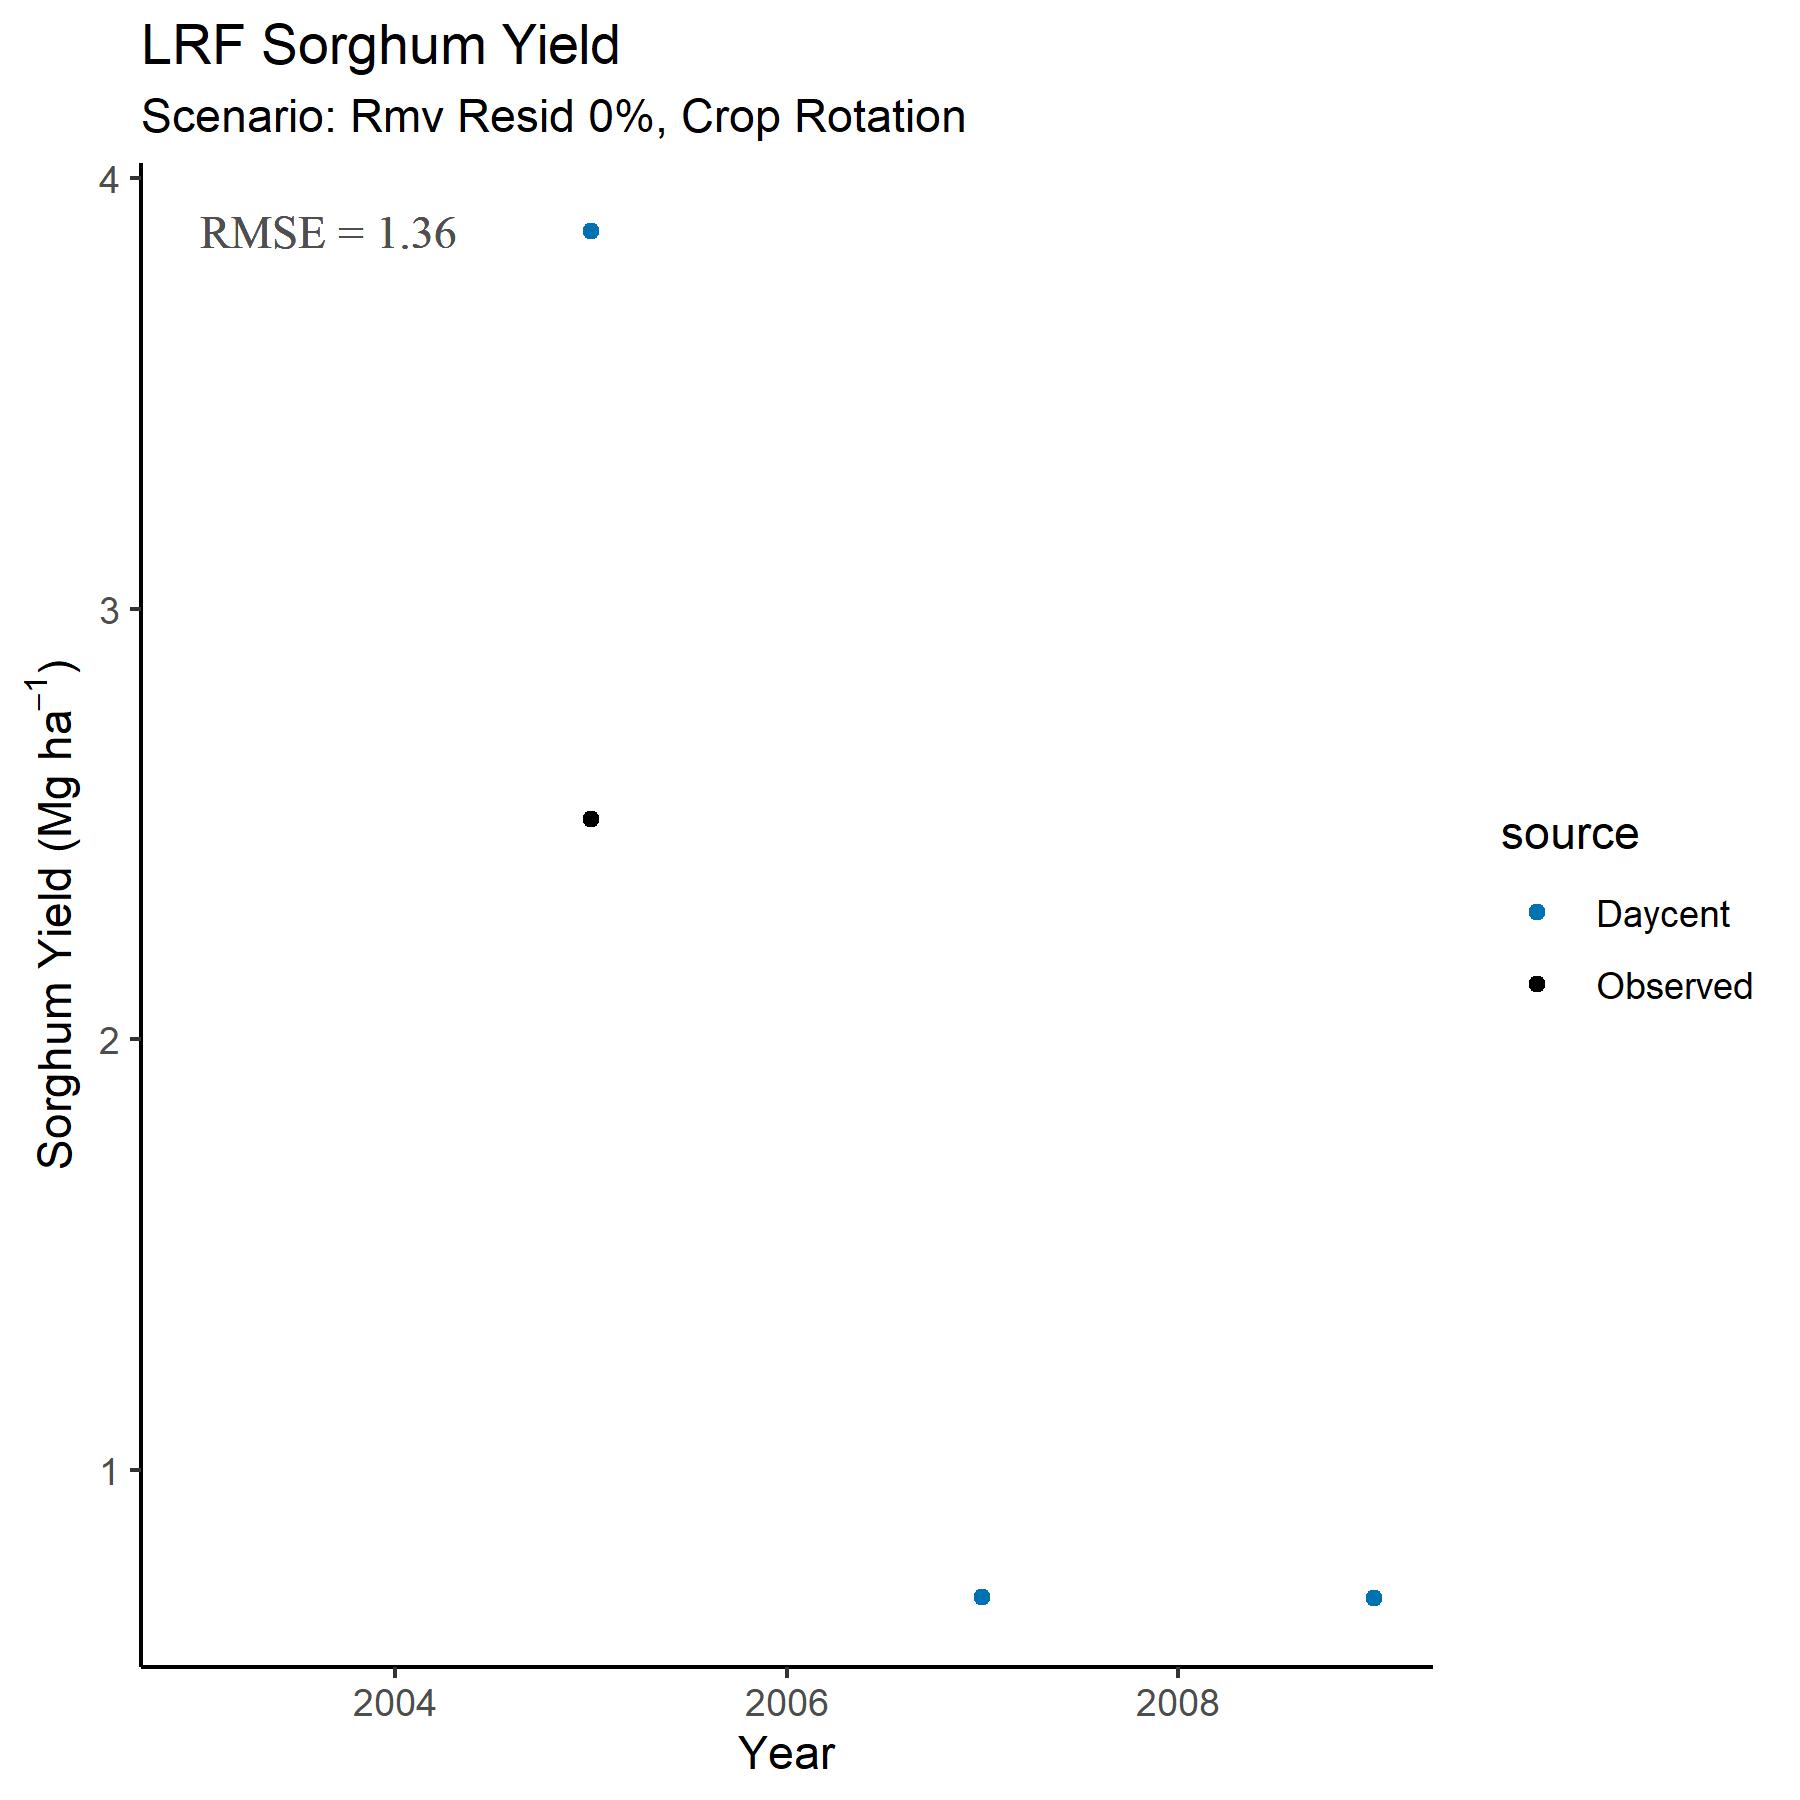 LRF Sorghum Yield
Scenario: Rmv Resid 0%, Crop Rotation
4
RMSE = 1.36
3
2
1
Sorghum Yield (Mg ha⁻¹)
source
Daycent
Observed
2004 2006 2008
Year